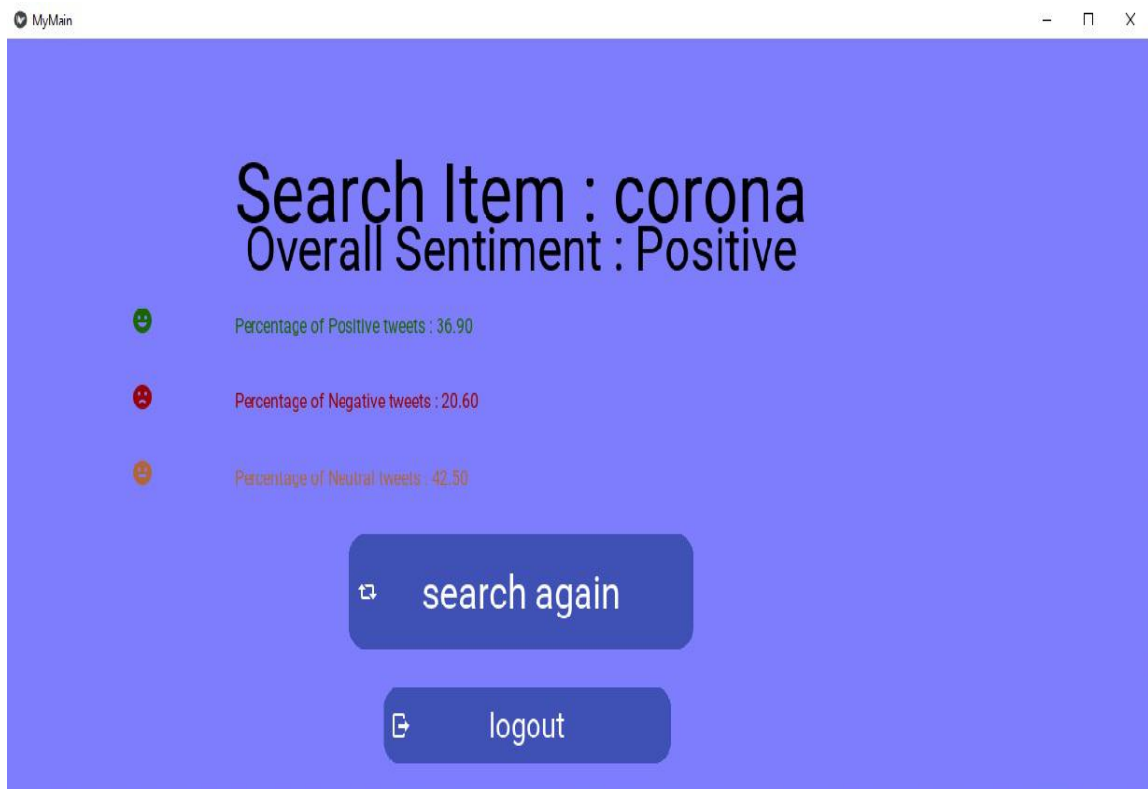 MyMain
Search Item : corona
Overall Sentiment : Positive
Percentage of Positive tweets : 36.90
Percentage of Negative tweets : 20.60
Percentage of Neutral tweets : 42.50
search again
logout